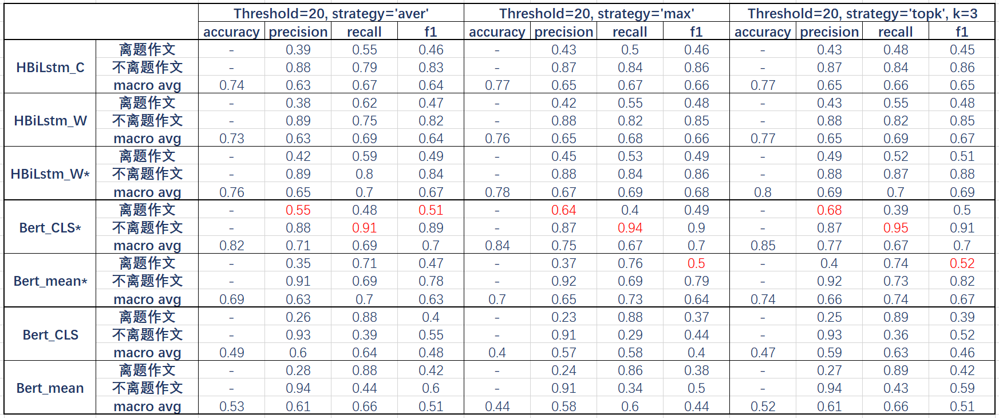 Threshold=20, strategy='aver' Threshold=20, strategy='max' Threshold=20, strategy='topk', k=3
accuracy precision recall f1 accuracy precision recall f1 accuracy precision recall f1
离题作文 - 0.39 0.55 0.46 - 0.43 0.5 0.46 - 0.43 0.48 0.45
HBiLstm_C 不离题作文 - 0.88 0.79 0.83 - 0.87 0.84 0.86 - 0.87 0.84 0.86
macro avg 0.74 0.63 0.67 0.64 0.77 0.65 0.67 0.66 0.77 0.65 0.66 0.65
离题作文 - 0.38 0.62 0.47 - 0.42 0.55 0.48 - 0.43 0.55 0.48
HBiLstm_W 不离题作文 - 0.89 0.75 0.82 - 0.88 0.82 0.85 - 0.88 0.82 0.85
macro avg 0.73 0.63 0.69 0.64 0.76 0.65 0.68 0.66 0.77 0.65 0.69 0.67
离题作文 - 0.42 0.59 0.49 - 0.45 0.53 0.49 - 0.49 0.52 0.51
HBiLstm_W* 不离题作文 - 0.89 0.8 0.84 - 0.88 0.84 0.86 - 0.88 0.87 0.88
macro avg 0.76 0.65 0.7 0.67 0.78 0.67 0.69 0.68 0.8 0.69 0.7 0.69
离题作文 - 0.55 0.48 0.51 - 0.64 0.4 0.49 - 0.68 0.39 0.5
Bert_CLS* 不离题作文 - 0.88 0.91 0.89 - 0.87 0.94 0.9 - 0.87 0.95 0.91
macro avg 0.82 0.71 0.69 0.7 0.84 0.75 0.67 0.7 0.85 0.77 0.67 0.7
离题作文 - 0.35 0.71 0.47 - 0.37 0.76 0.5 - 0.4 0.74 0.52
Bert_mean* 不离题作文 - 0.91 0.69 0.78 - 0.92 0.69 0.79 - 0.92 0.73 0.82
macro avg 0.69 0.63 0.7 0.63 0.7 0.65 0.73 0.64 0.74 0.66 0.74 0.67
离题作文 - 0.26 0.88 0.4 - 0.23 0.88 0.37 - 0.25 0.89 0.39
Bert_CLS 不离题作文 - 0.93 0.39 0.55 - 0.91 0.29 0.44 - 0.93 0.36 0.52
macro avg 0.49 0.6 0.64 0.48 0.4 0.57 0.58 0.4 0.47 0.59 0.63 0.46
离题作文 - 0.28 0.88 0.42 - 0.24 0.86 0.38 - 0.27 0.89 0.42
Bert_mean 不离题作文 - 0.94 0.44 0.6 - 0.91 0.34 0.5 - 0.94 0.43 0.59
macro avg 0.53 0.61 0.66 0.51 0.44 0.58 0.6 0.44 0.52 0.61 0.66 0.51